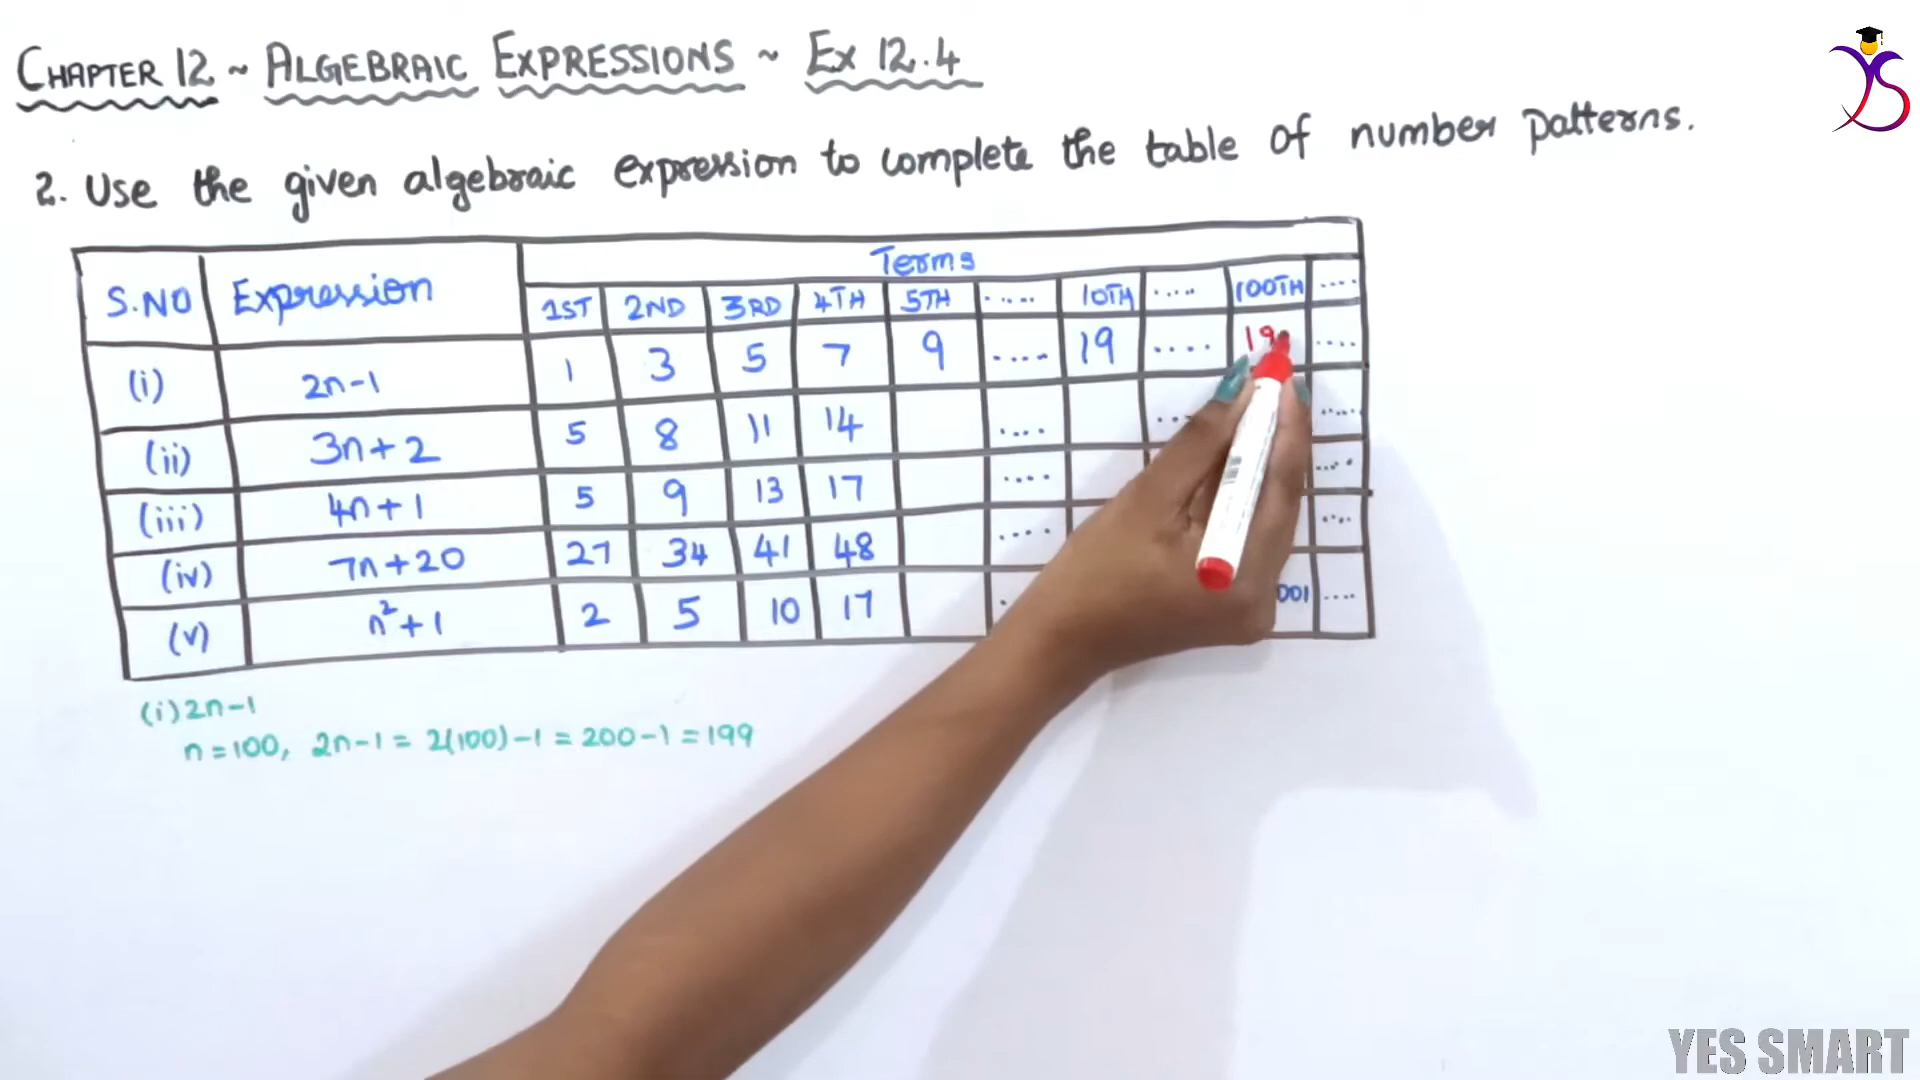 CHAPTER 12 ~ ALGEBRAIC EXPRESSIONS ~ EX 12.4
2. Use the given algebraic expression to complete the table of number patterns.
S.NO Expression Terms
1ST 2ND 3RD 4TH 5TH ..... 10TH ..... 100TH ....
(i) 2n-1 1 3 5 7 9 .... 19 .... 19 ....
(ii) 3n+2 5 8 11 14 .... ....
(iii) 4n+1 5 9 13 17 .... ....
(iv) 7n+20 27 34 41 48 .... ....
(v) n²+1 2 5 10 17 001 ....
(i) 2n-1
n=100, 2n-1 = 2(100)-1 = 200-1 = 199
YS
YES SMART